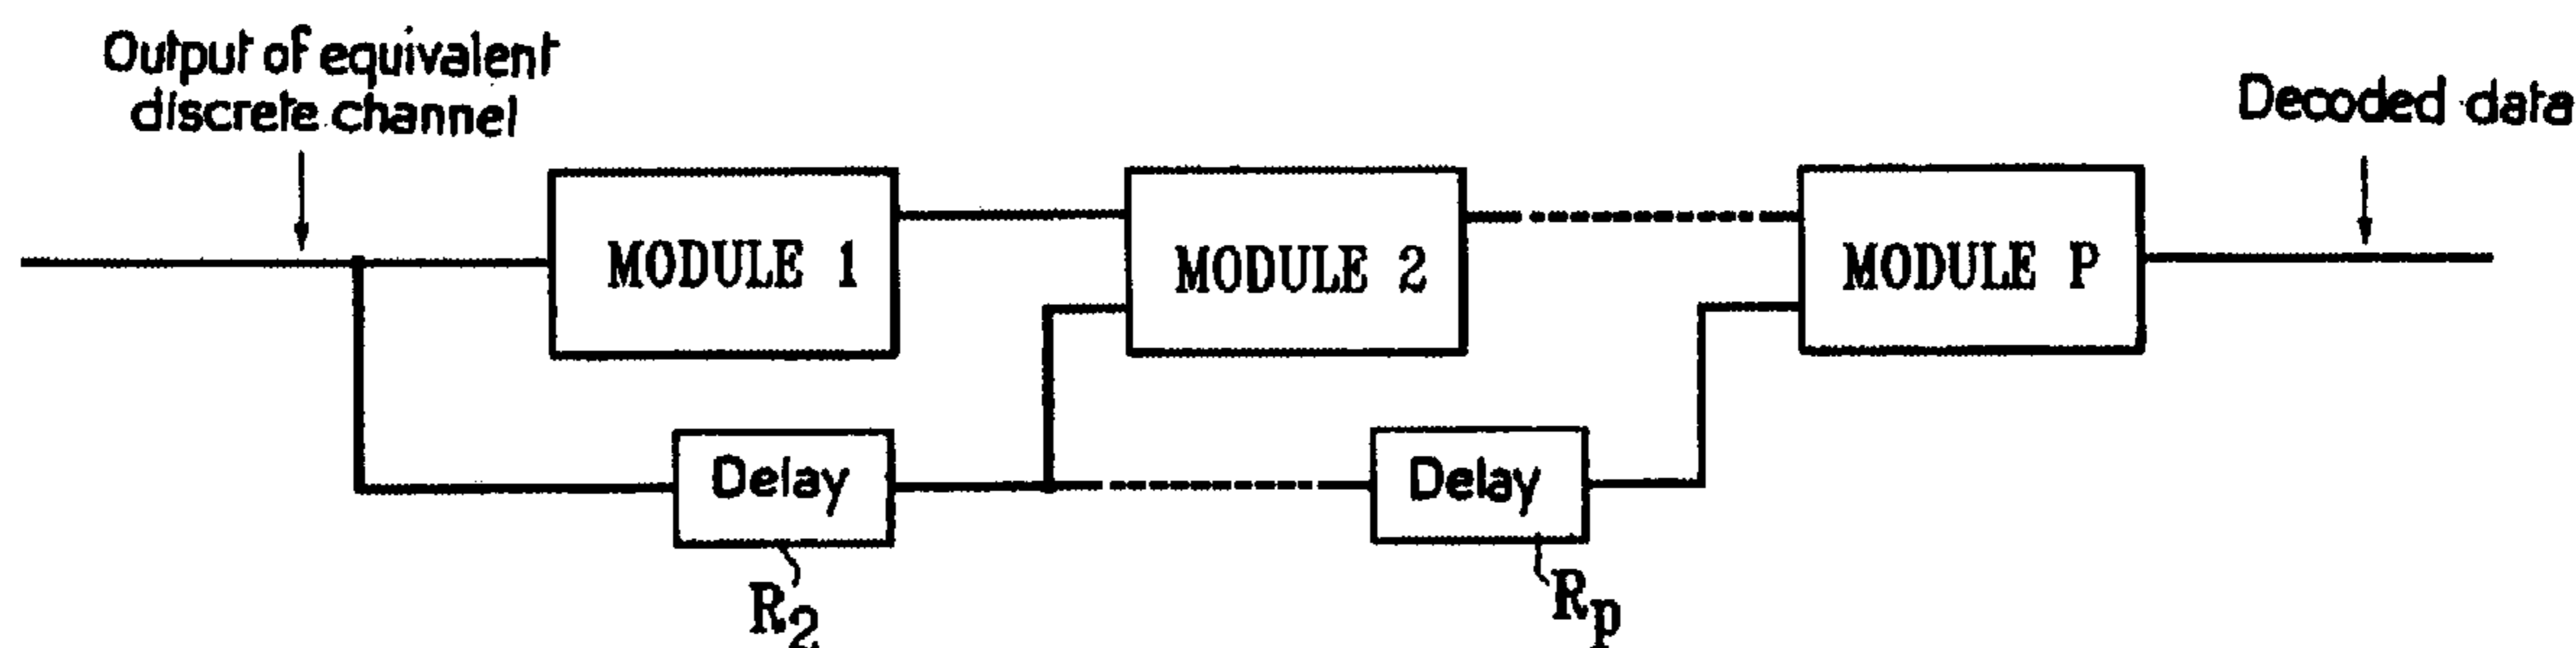 Output of equivalent
discrete channel
Decoded data
MODULE 1
MODULE 2
MODULE P
Delay
Delay
R2
Rp